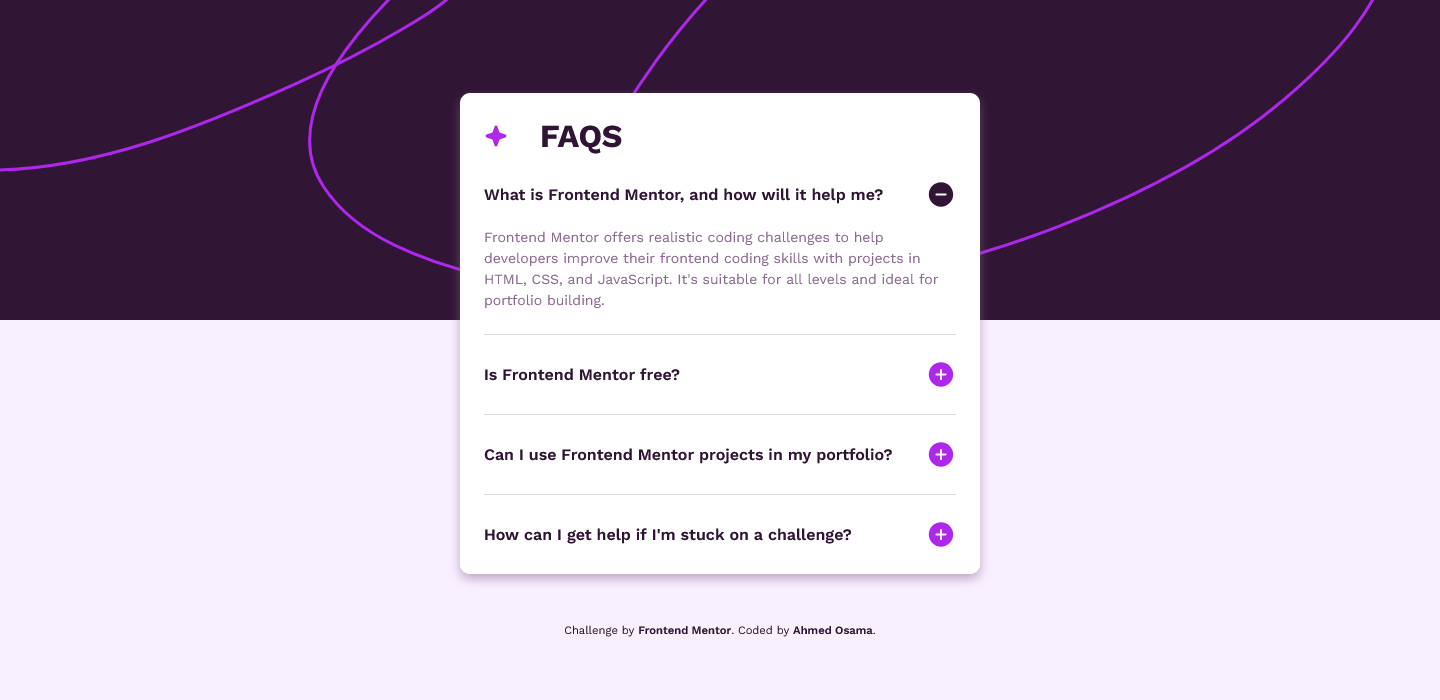 FAQS
What is Frontend Mentor, and how will it help me?
Frontend Mentor offers realistic coding challenges to help
developers improve their frontend coding skills with projects in
HTML, CSS, and JavaScript. It's suitable for all levels and ideal for
portfolio building.
Is Frontend Mentor free?
Can I use Frontend Mentor projects in my portfolio?
How can I get help if I'm stuck on a challenge?
Challenge by Frontend Mentor. Coded by Ahmed Osama.